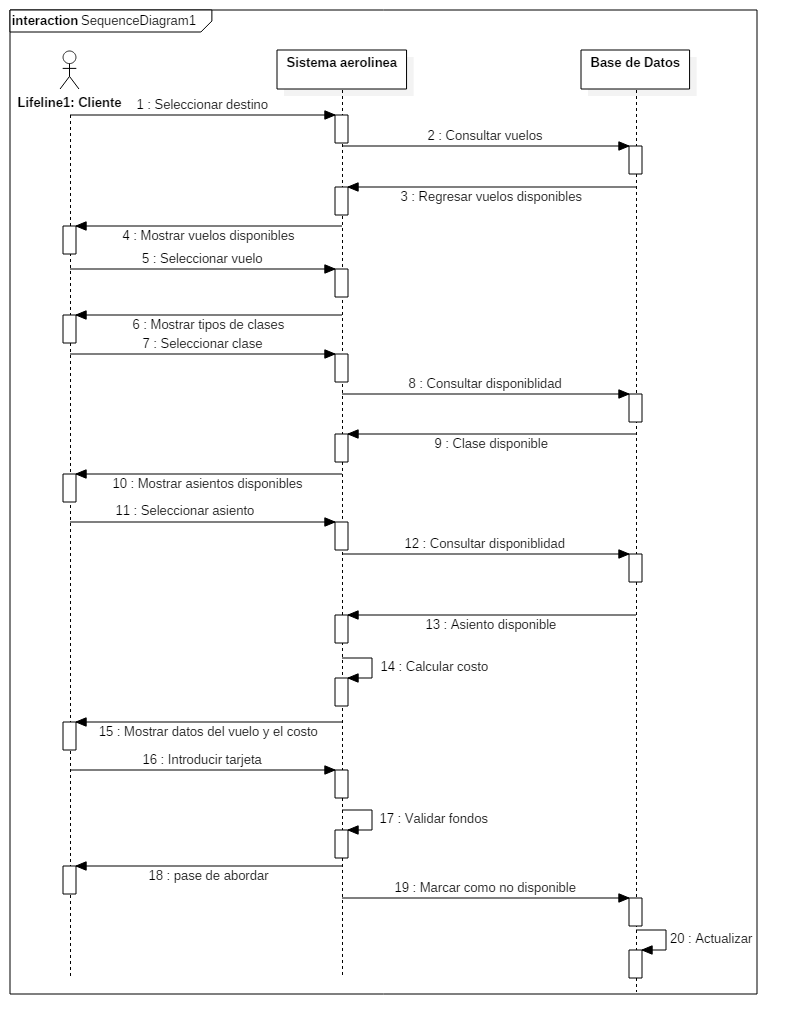 interaction SequenceDiagram1
Sistema aerolinea
Base de Datos
Lifeline1: Cliente
1 : Seleccionar destino
2 : Consultar vuelos
3 : Regresar vuelos disponibles
4 : Mostrar vuelos disponibles
5 : Seleccionar vuelo
6 : Mostrar tipos de clases
7 : Seleccionar clase
8 : Consultar disponiblidad
9 : Clase disponible
10 : Mostrar asientos disponibles
11 : Seleccionar asiento
12 : Consultar disponiblidad
13 : Asiento disponible
14 : Calcular costo
15 : Mostrar datos del vuelo y el costo
16 : Introducir tarjeta
17 : Validar fondos
18 : pase de abordar
19 : Marcar como no disponible
20 : Actualizar